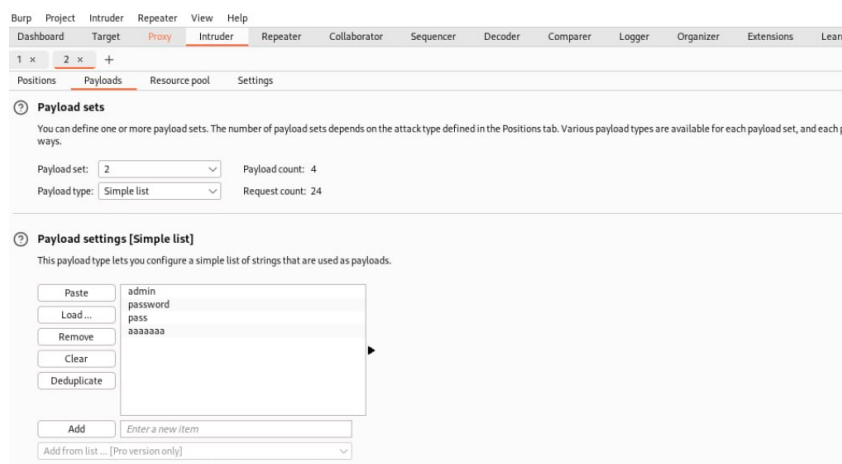 Burp Project Intruder Repeater View Help
Dashboard Target Proxy Intruder Repeater Collaborator Sequencer Decoder Comparer Logger Organizer Extensions Lear
1 × 2 × +
Positions Payloads Resource pool Settings
? Payload sets
You can define one or more payload sets. The number of payload sets depends on the attack type defined in the Positions tab. Various payload types are available for each payload set, and each p
ways.
Payload set: 2 Payload count: 4
Payload type: Simple list Request count: 24
? Payload settings [Simple list]
This payload type lets you configure a simple list of strings that are used as payloads.
Paste
Load ...
Remove
Clear
Deduplicate
admin
password
pass
aaaaaaa
Add Enter a new item
Add from list ... [Pro version only]